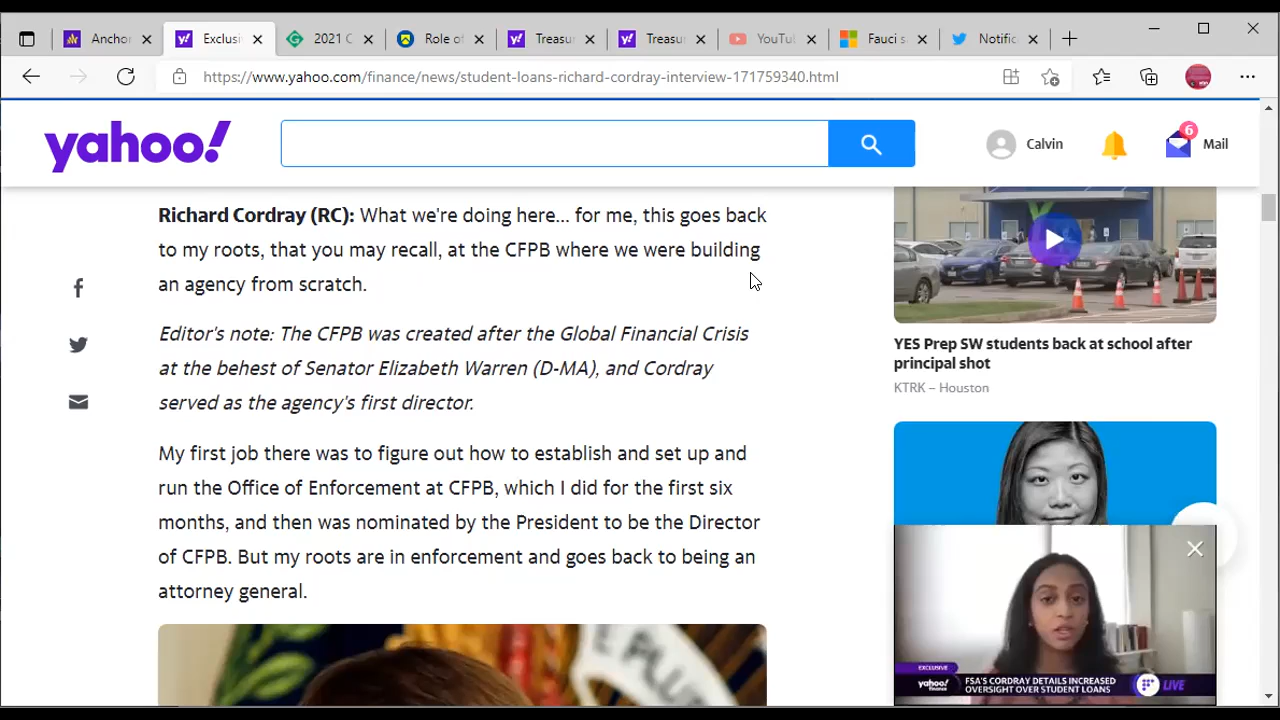 Anchor
Exclusi
2021 C
Role of
Treasu
Treasu
YouTu
Fauci s
Notific
https://www.yahoo.com/finance/news/student-loans-richard-cordray-interview-171759340.html
yahoo!
Calvin
6
Mail
Richard Cordray (RC): What we're doing here... for me, this goes back
to my roots, that you may recall, at the CFPB where we were building
an agency from scratch.
Editor's note: The CFPB was created after the Global Financial Crisis
at the behest of Senator Elizabeth Warren (D-MA), and Cordray
served as the agency's first director.
My first job there was to figure out how to establish and set up and
run the Office of Enforcement at CFPB, which I did for the first six
months, and then was nominated by the President to be the Director
of CFPB. But my roots are in enforcement and goes back to being an
attorney general.
YES Prep SW students back at school after
principal shot
KTRK – Houston
EXCLUSIVE
yahoo!
finance
FSA'S CORDRAY DETAILS INCREASED
OVERSIGHT OVER STUDENT LOANS
LIVE